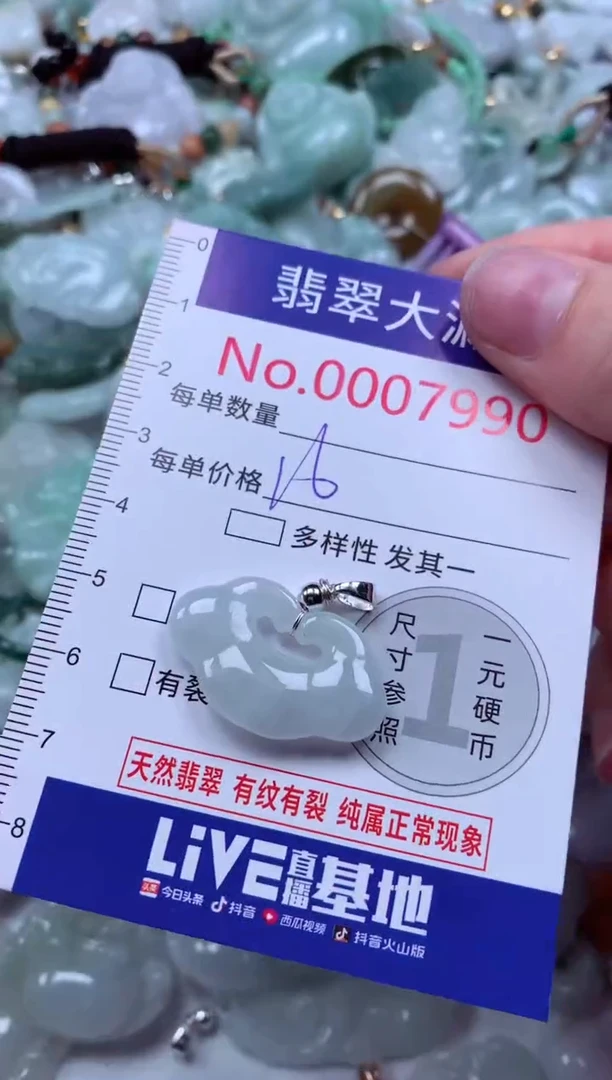 0
翡翠大
1
No.0007990
2
每单数量
3
每单价格
4
多样性 发其一
5
尺寸参照
1
一元硬币
6
有裂
7
天然翡翠 有纹有裂 纯属正常现象
8
LiVE直播基地
头条 今日头条 抖音 西瓜视频 抖音火山版